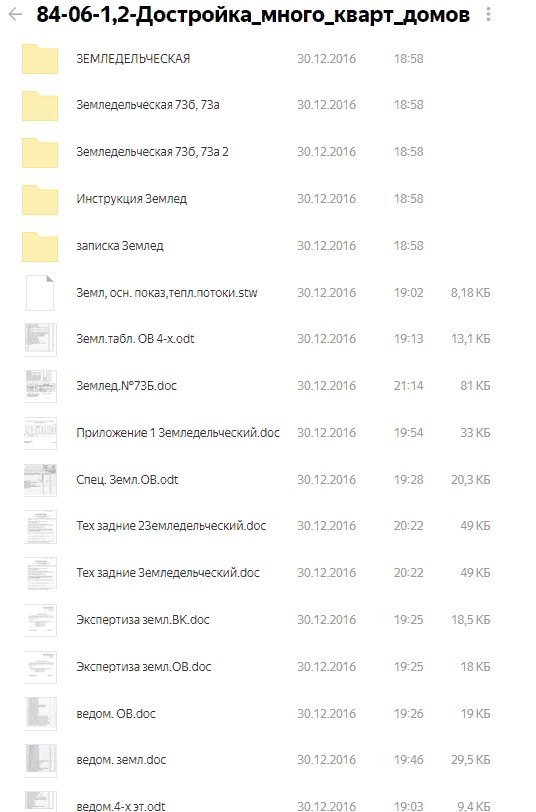 84-06-1,2-Достройка_много_кварт_домов
ЗЕМЛЕДЕЛЬЧЕСКАЯ 30.12.2016 18:58
Земледельческая 73б, 73а 30.12.2016 18:58
Земледельческая 73б, 73а 2 30.12.2016 18:58
Инструкция Землед 30.12.2016 18:58
записка Землед 30.12.2016 18:58
Земл, осн. показ,тепл.потоки.stw 30.12.2016 19:02 8,18 КБ
Земл.табл. ОВ 4-х.odt 30.12.2016 19:13 13,1 КБ
Землед.№73Б.doc 30.12.2016 21:14 81 КБ
Приложение 1 Земледельческий.doc 30.12.2016 19:54 33 КБ
Спец. Земл.ОВ.odt 30.12.2016 19:28 20,3 КБ
Тех задние 2Земледельческий.doc 30.12.2016 20:22 49 КБ
Тех задние Земледельческий.doc 30.12.2016 20:22 49 КБ
Экспертиза земл.ВК.doc 30.12.2016 19:25 18,5 КБ
Экспертиза земл.ОВ.doc 30.12.2016 19:25 18 КБ
ведом. ОВ.doc 30.12.2016 19:26 19 КБ
ведом. земл.doc 30.12.2016 19:46 29,5 КБ
ведом.4-х эт.odt 30.12.2016 19:03 9,4 КБ